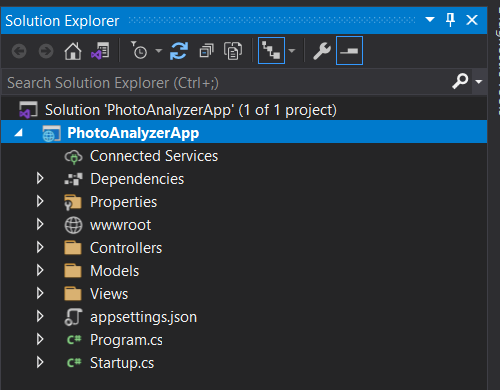 Solution Explorer
Search Solution Explorer (Ctrl+;)
Solution 'PhotoAnalyzerApp' (1 of 1 project)
PhotoAnalyzerApp
Connected Services
Dependencies
Properties
wwwroot
Controllers
Models
Views
appsettings.json
C# Program.cs
C# Startup.cs